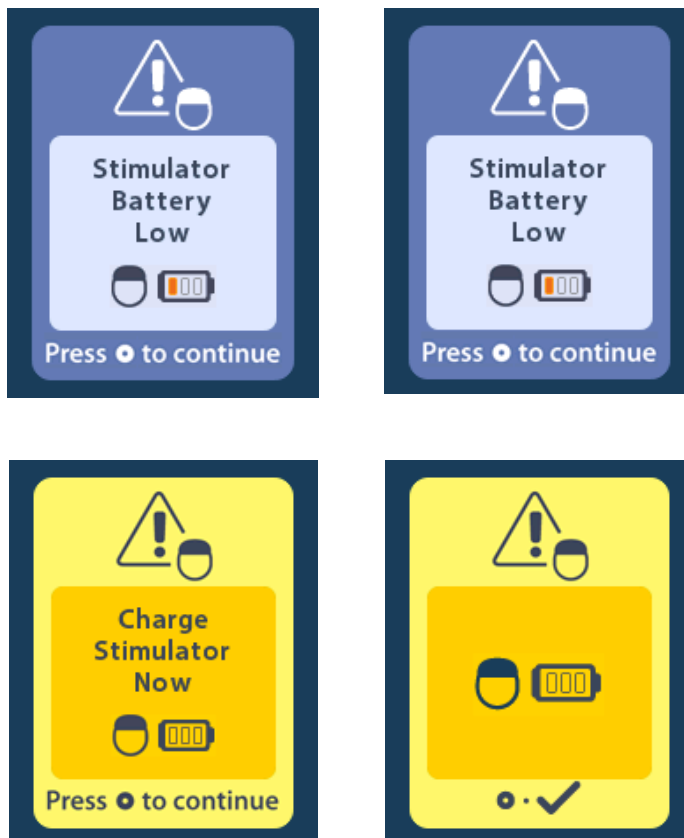 Stimulator
Battery
Low
Press to continue
Stimulator
Battery
Low
Press to continue
Charge
Stimulator
Now
Press to continue